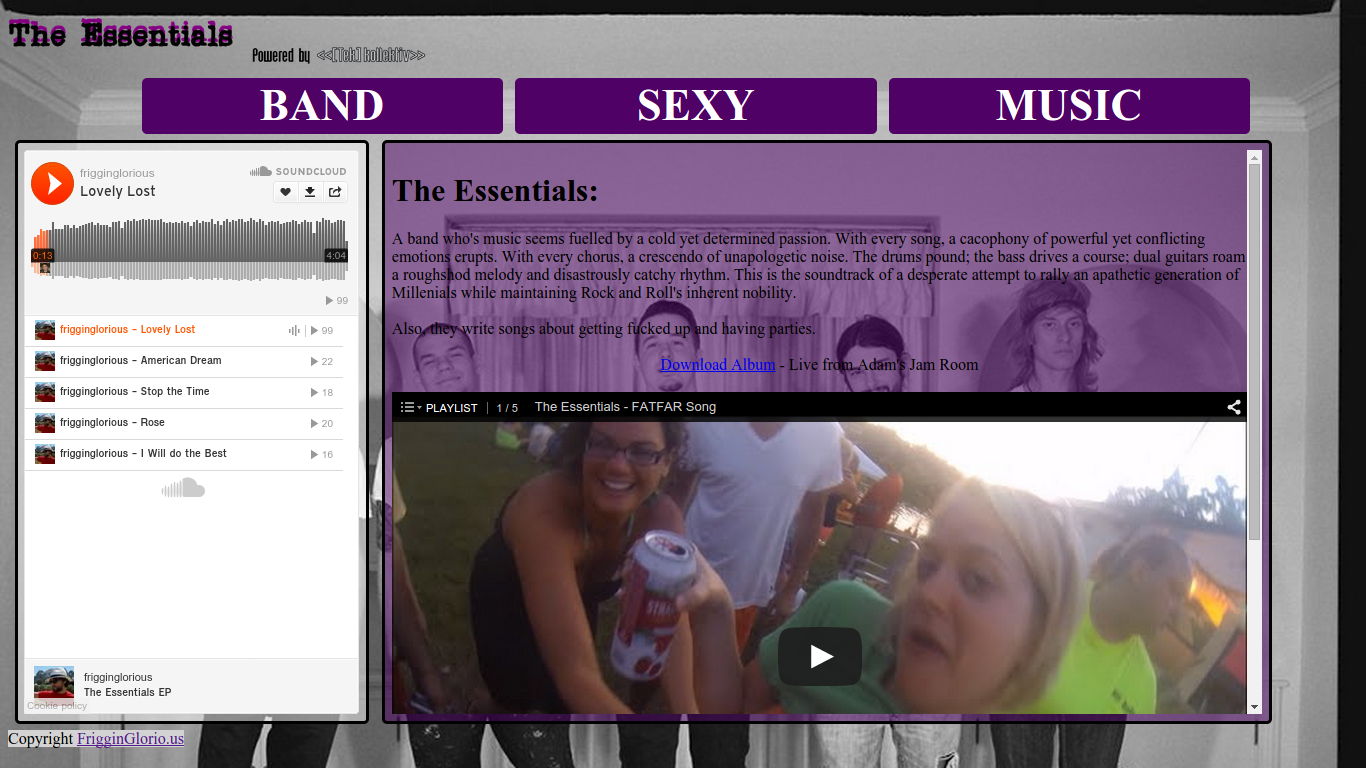 The Essentials
Powered by <<[Tek] kollektiv>>
BAND
SEXY
MUSIC
frigginglorious
SOUNDCLOUD
Lovely Lost
0:13
4:04
99
frigginglorious - Lovely Lost
99
frigginglorious - American Dream
22
frigginglorious - Stop the Time
18
frigginglorious - Rose
20
frigginglorious - I Will do the Best
16
frigginglorious
The Essentials EP
Cookie policy
The Essentials:
A band who's music seems fuelled by a cold yet determined passion. With every song, a cacophony of powerful yet conflicting
emotions erupts. With every chorus, a crescendo of unapologetic noise. The drums pound; the bass drives a course; dual guitars roam
a roughshod melody and disastrously catchy rhythm. This is the soundtrack of a desperate attempt to rally an apathetic generation of
Millenials while maintaining Rock and Roll's inherent nobility.
Also, they write songs about getting fucked up and having parties.
Download Album - Live from Adam's Jam Room
PLAYLIST | 1 / 5 The Essentials - FATFAR Song
Copyright FrigginGlorio.us